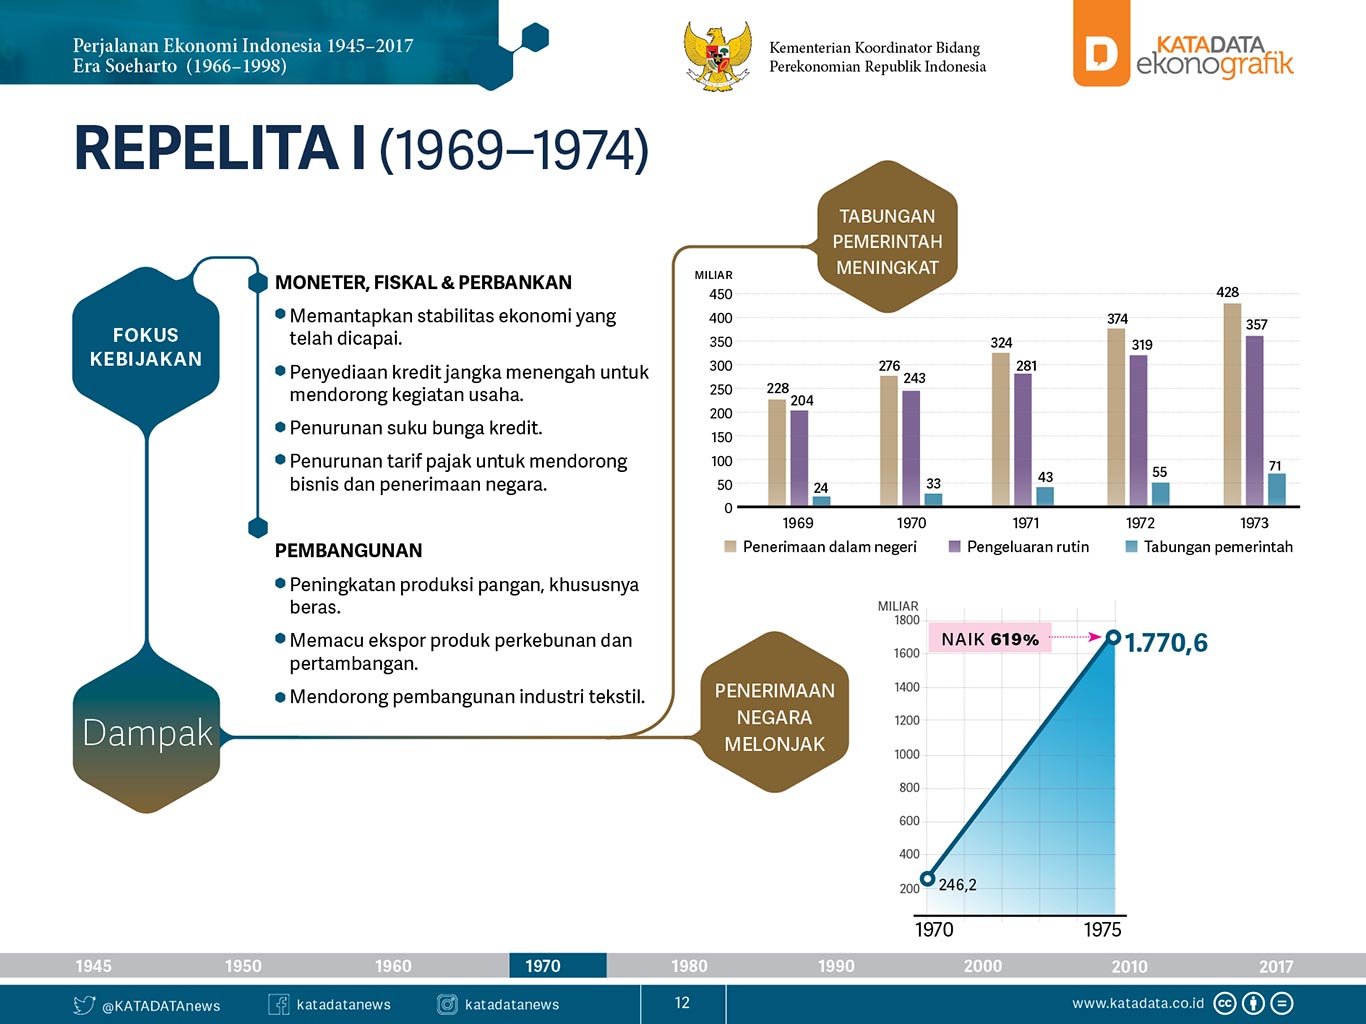 Perjalanan Ekonomi Indonesia 1945–2017
Era Soeharto (1966–1998)
Kementerian Koordinator Bidang
Perekonomian Republik Indonesia
D
KATADATA
ekonografik
REPELITA I (1969–1974)
FOKUS
KEBIJAKAN
MONETER, FISKAL & PERBANKAN
Memantapkan stabilitas ekonomi yang
telah dicapai.
Penyediaan kredit jangka menengah untuk
mendorong kegiatan usaha.
Penurunan suku bunga kredit.
Penurunan tarif pajak untuk mendorong
bisnis dan penerimaan negara.
PEMBANGUNAN
Peningkatan produksi pangan, khususnya
beras.
Memacu ekspor produk perkebunan dan
pertambangan.
Mendorong pembangunan industri tekstil.
Dampak
TABUNGAN
PEMERINTAH
MENINGKAT
MILIAR
450
400
350
300
250
200
150
100
50
0
228
204
24
276
243
33
324
281
43
374
319
55
428
357
71
1969
1970
1971
1972
1973
Penerimaan dalam negeri
Pengeluaran rutin
Tabungan pemerintah
PENERIMAAN
NEGARA
MELONJAK
MILIAR
1800
1600
1400
1200
1000
800
600
400
200
NAIK 619%
1.770,6
246,2
1970
1975
1945
1950
1960
1970
1980
1990
2000
2010
2017
@KATADATAnews
katadatanews
katadatanews
12
www.katadata.co.id
cc